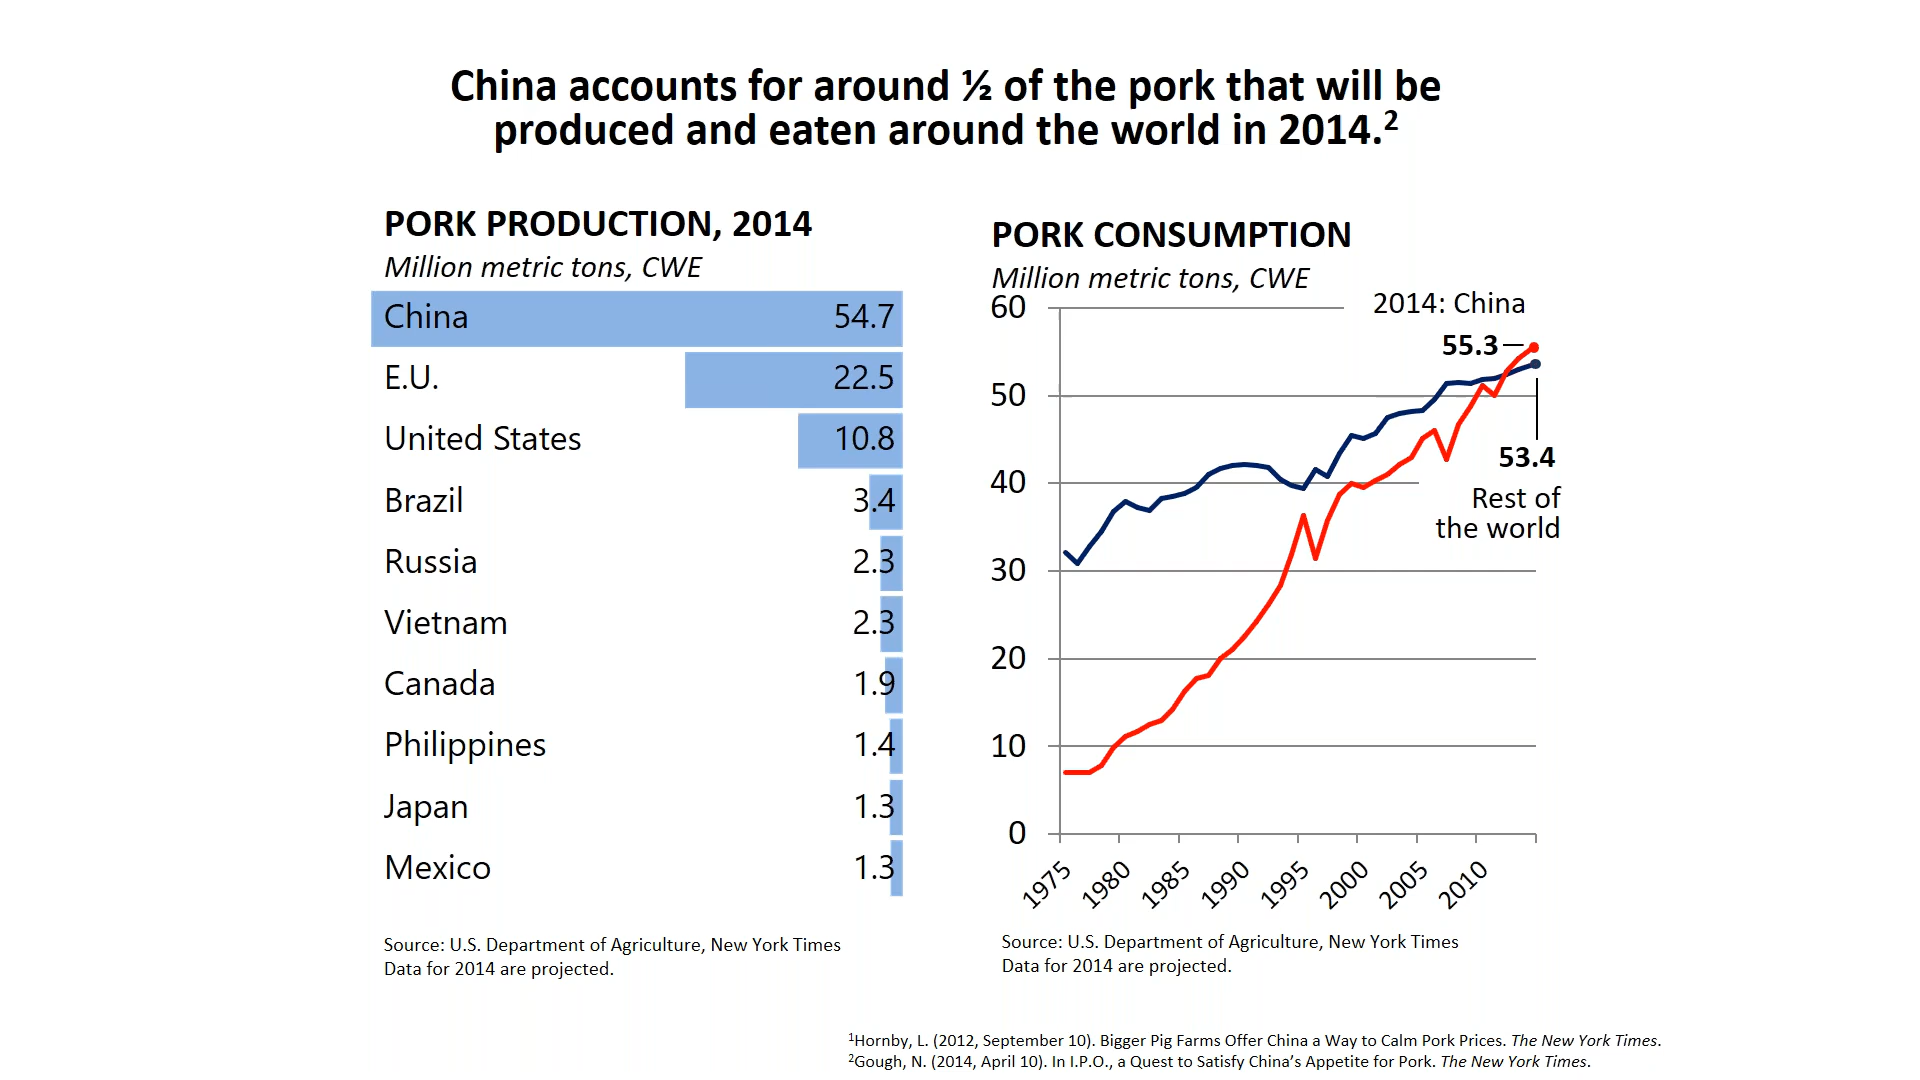 China accounts for around ½ of the pork that will be
produced and eaten around the world in 2014.²
PORK PRODUCTION, 2014
Million metric tons, CWE
China 54.7
E.U. 22.5
United States 10.8
Brazil 3.4
Russia 2.3
Vietnam 2.3
Canada 1.9
Philippines 1.4
Japan 1.3
Mexico 1.3
Source: U.S. Department of Agriculture, New York Times
Data for 2014 are projected.
PORK CONSUMPTION
Million metric tons, CWE
60
50
40
30
20
10
0
2014: China
55.3
53.4
Rest of
the world
1975 1980 1985 1990 1995 2000 2005 2010
Source: U.S. Department of Agriculture, New York Times
Data for 2014 are projected.
¹Hornby, L. (2012, September 10). Bigger Pig Farms Offer China a Way to Calm Pork Prices. The New York Times.
²Gough, N. (2014, April 10). In I.P.O., a Quest to Satisfy China’s Appetite for Pork. The New York Times.